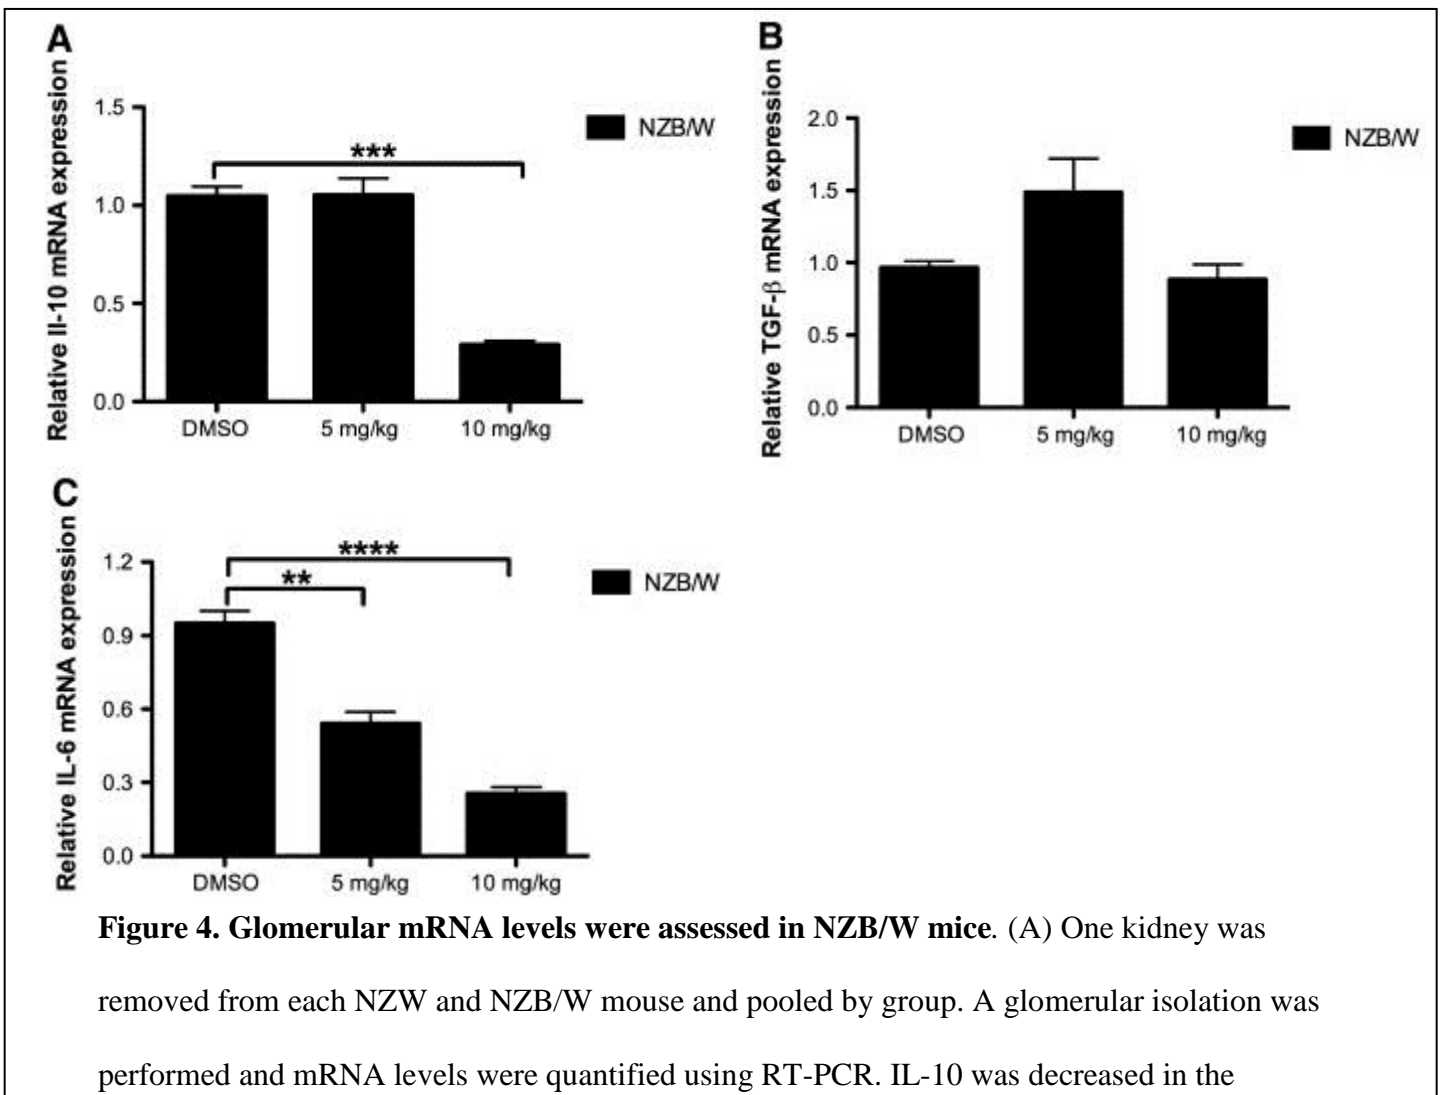 A
Relative Il-10 mRNA expression
1.5
1.0
0.5
0.0
***
NZB/W
DMSO
5 mg/kg
10 mg/kg
B
Relative TGF-β mRNA expression
2.0
1.5
1.0
0.5
0.0
NZB/W
DMSO
5 mg/kg
10 mg/kg
C
Relative IL-6 mRNA expression
1.2
0.9
0.6
0.3
0.0
****
**
NZB/W
DMSO
5 mg/kg
10 mg/kg
Figure 4. Glomerular mRNA levels were assessed in NZB/W mice. (A) One kidney was
removed from each NZW and NZB/W mouse and pooled by group. A glomerular isolation was
performed and mRNA levels were quantified using RT-PCR. IL-10 was decreased in the